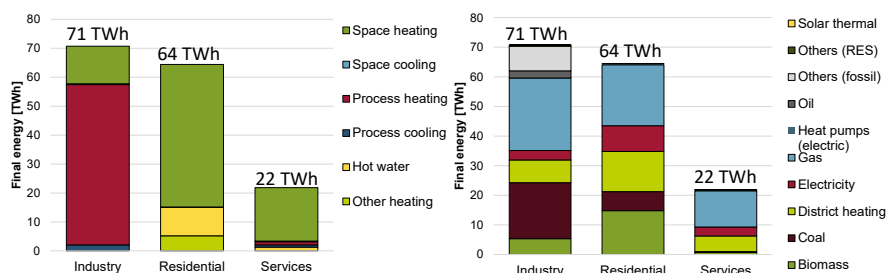 80
70
60
50
40
30
20
10
0
Final energy [TWh]
71 TWh
64 TWh
22 TWh
Industry
Residential
Services
Space heating
Space cooling
Process heating
Process cooling
Hot water
Other heating
80
70
60
50
40
30
20
10
0
Final energy [TWh]
71 TWh
64 TWh
22 TWh
Industry
Residential
Services
Solar thermal
Others (RES)
Others (fossil)
Oil
Heat pumps
(electric)
Gas
Electricity
District heating
Coal
Biomass